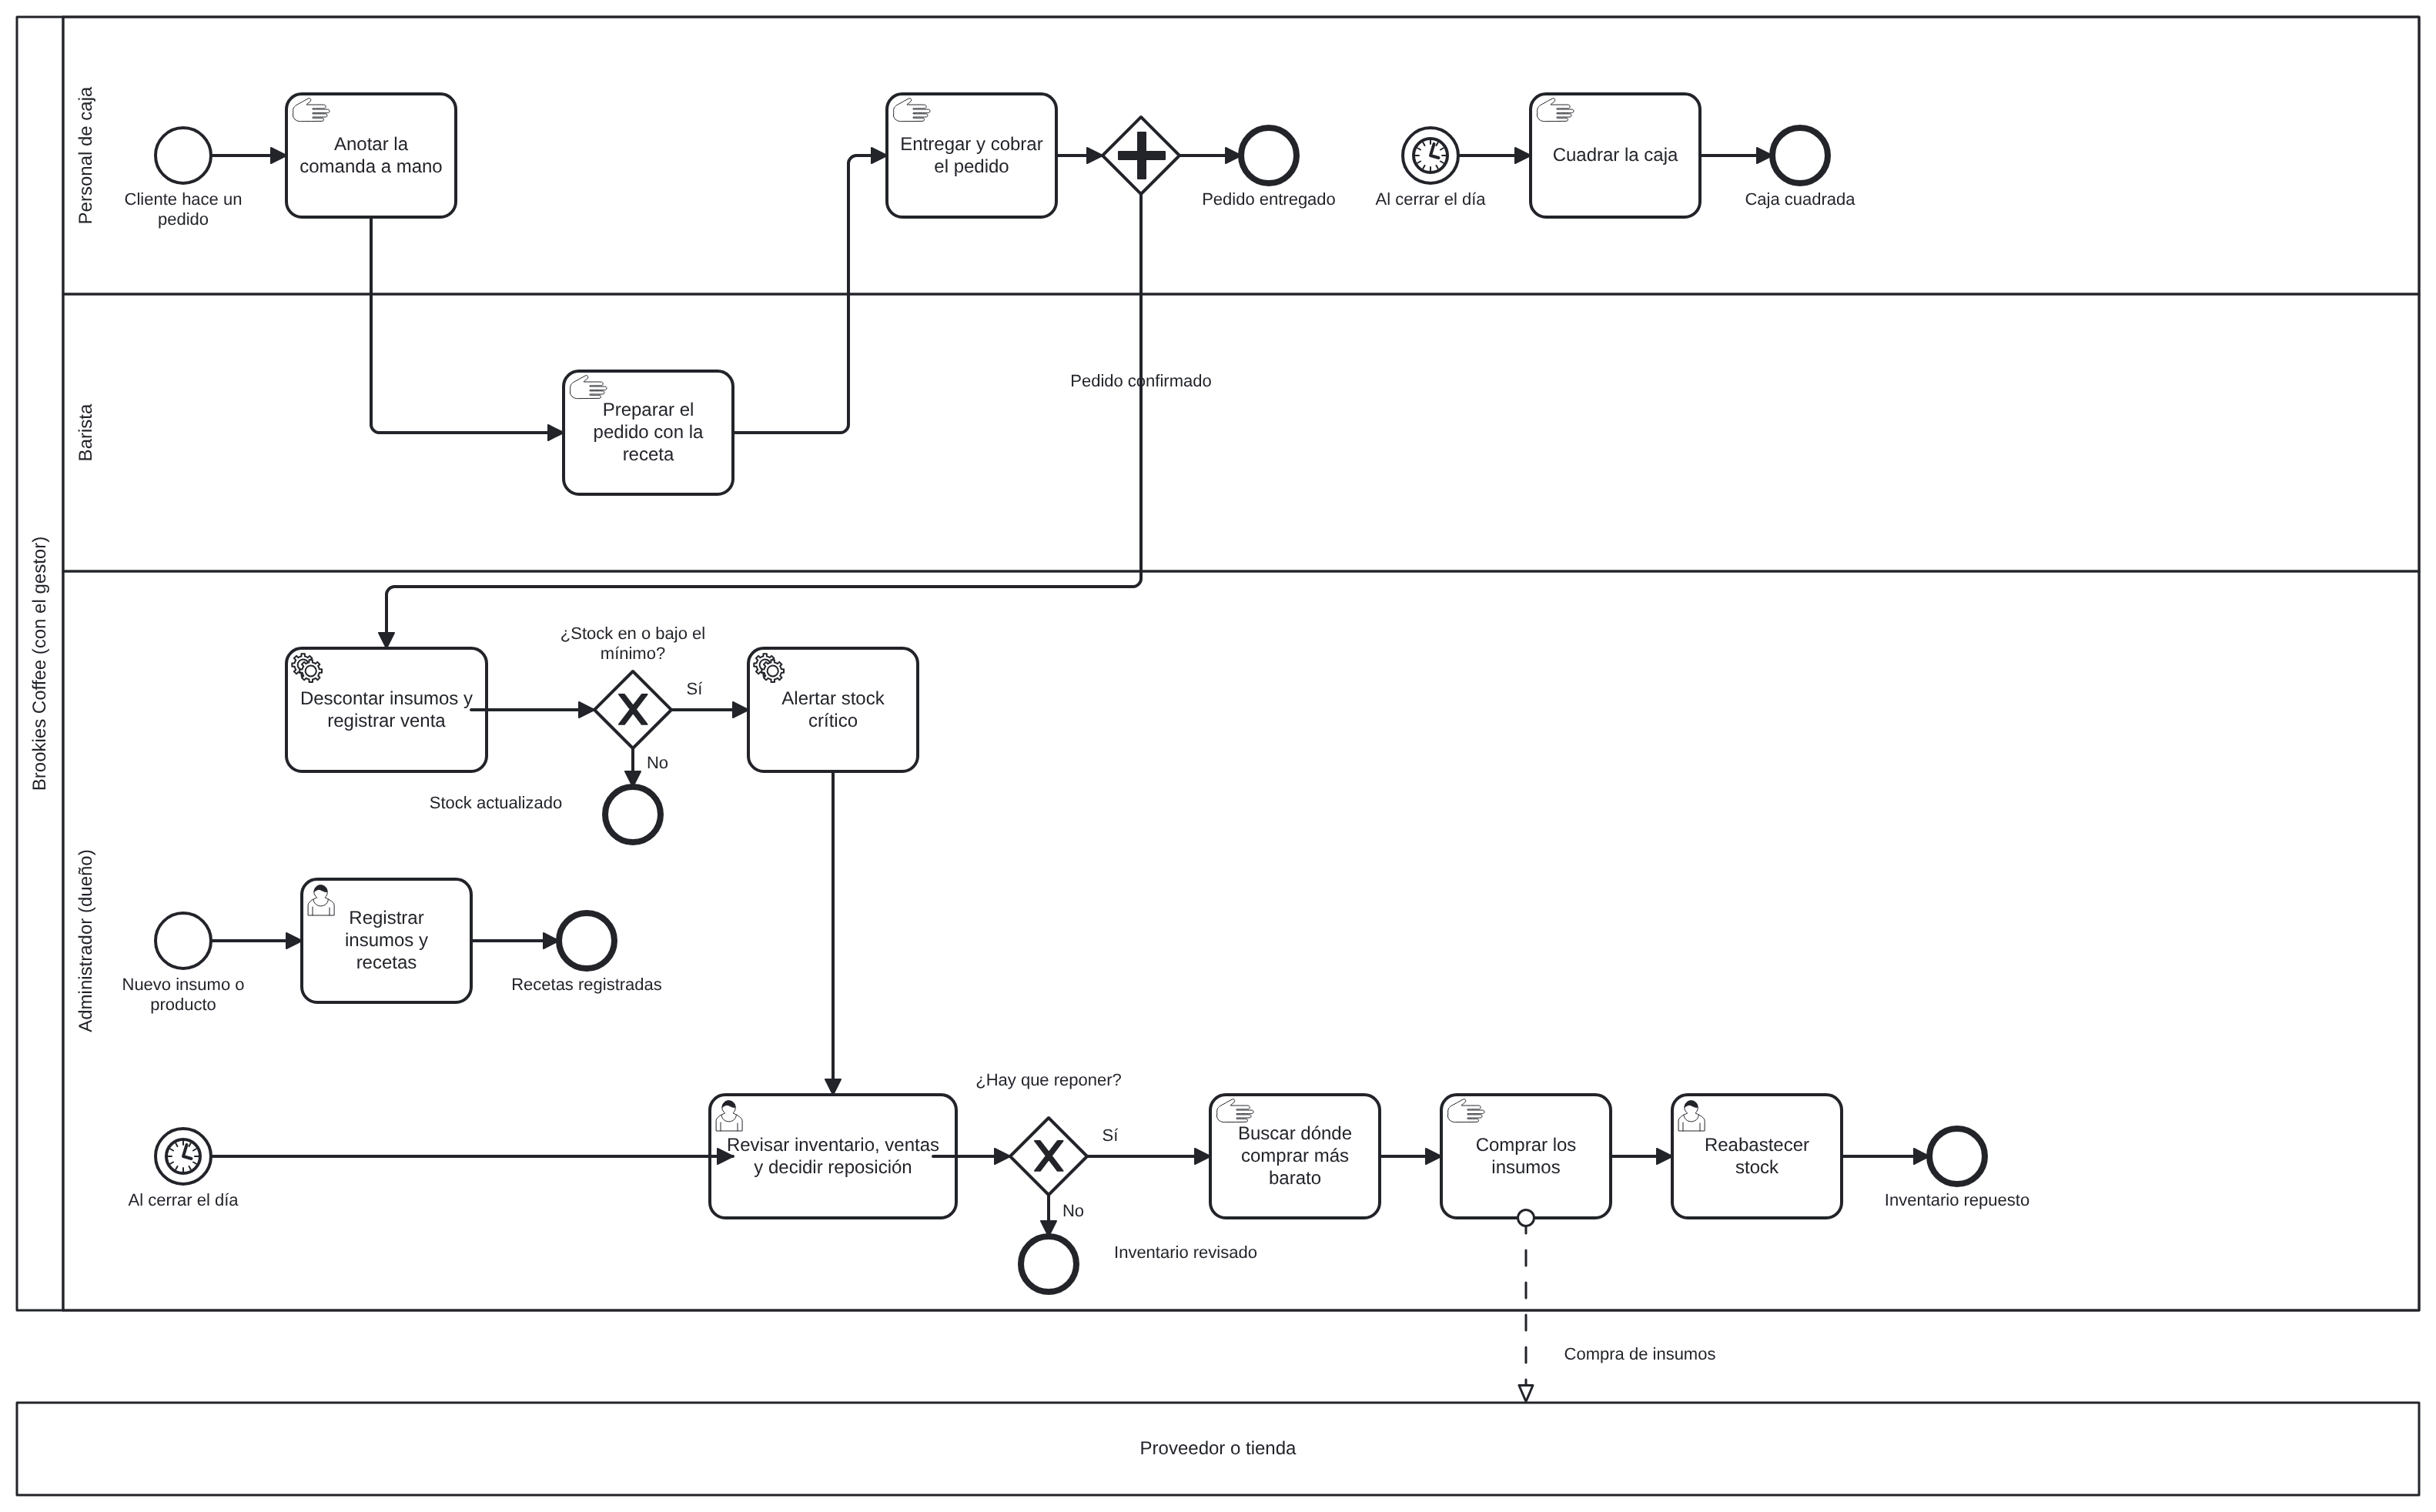 Brookies Coffee (con el gestor)
Personal de caja
Cliente hace un
pedido
Anotar la
comanda a mano
Entregar y cobrar
el pedido
Pedido entregado
Al cerrar el día
Cuadrar la caja
Caja cuadrada
Barista
Preparar el
pedido con la
receta
Pedido confirmado
Administrador (dueño)
Descontar insumos y
registrar venta
¿Stock en o bajo el
mínimo?
Sí
No
Stock actualizado
Alertar stock
crítico
Nuevo insumo o
producto
Registrar
insumos y
recetas
Recetas registradas
Al cerrar el día
Revisar inventario, ventas
y decidir reposición
¿Hay que reponer?
Sí
No
Inventario revisado
Buscar dónde
comprar más
barato
Comprar los
insumos
Reabastecer
stock
Inventario repuesto
Compra de insumos
Proveedor o tienda